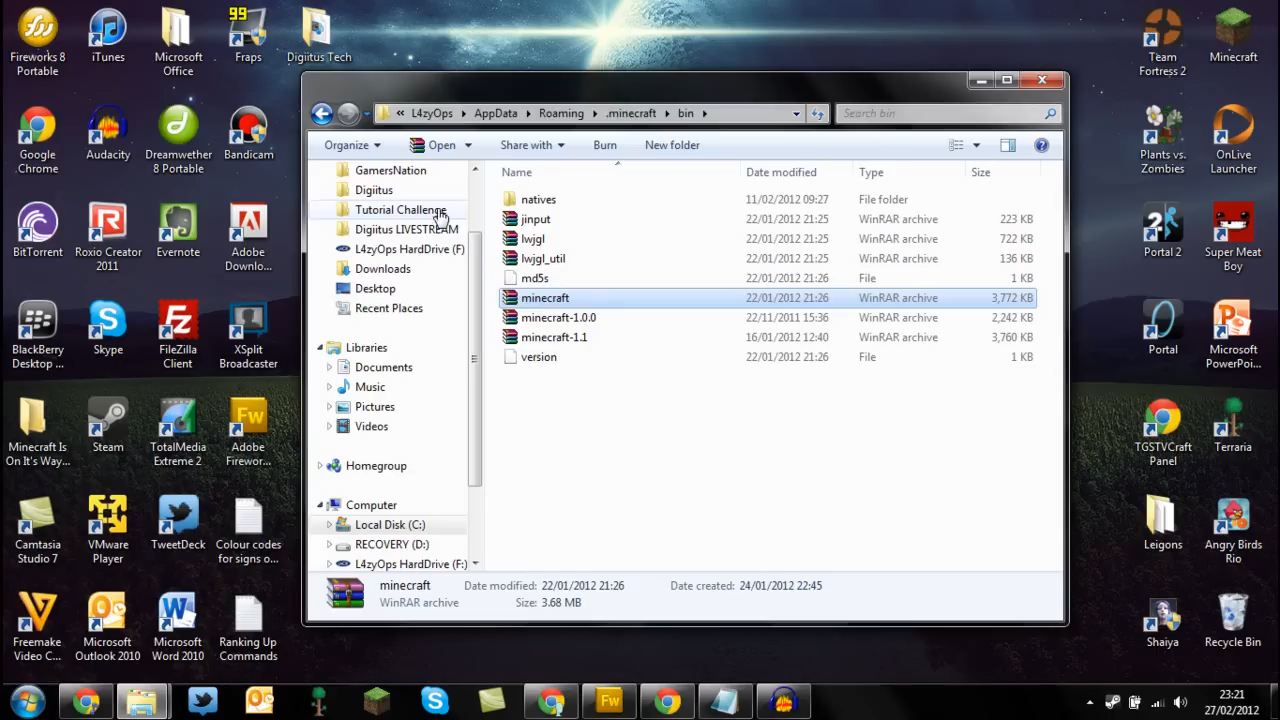 Fireworks 8 Portable
iTunes
Microsoft Office
99
Fraps
Digiitus Tech
Team Fortress 2
Minecraft
Google Chrome
Audacity
Dreamwether 8 Portable
Bandicam
Plants vs. Zombies
OnLive Launcher
BitTorrent
Roxio Creator 2011
Evernote
Adobe Downlo...
Portal 2
Super Meat Boy
BlackBerry Desktop ...
Skype
FileZilla Client
XSplit Broadcaster
Portal
Microsoft PowerPoi...
Minecraft Is On It's Way...
Steam
TotalMedia Extreme 2
Adobe Firewor...
TGSTVCraft Panel
Terraria
Camtasia Studio 7
VMware Player
TweetDeck
Colour codes for signs o...
Leigons
Angry Birds Rio
Freemake Video C...
Microsoft Outlook 2010
Microsoft Word 2010
Ranking Up Commands
Shaiya
Recycle Bin
« L4zyOps AppData Roaming .minecraft bin
Search bin
Organize Open Share with Burn New folder
GamersNation
Digiitus
Tutorial Challenge
Digiitus LIVESTREAM
L4zyOps HardDrive (F)
Downloads
Desktop
Recent Places
Libraries
Documents
Music
Pictures
Videos
Homegroup
Computer
Local Disk (C:)
RECOVERY (D:)
L4zyOps HardDrive (F:)
Name Date modified Type Size
natives 11/02/2012 09:27 File folder
jinput 22/01/2012 21:25 WinRAR archive 223 KB
lwjgl 22/01/2012 21:25 WinRAR archive 722 KB
lwjgl_util 22/01/2012 21:25 WinRAR archive 136 KB
md5s 22/01/2012 21:26 File 1 KB
minecraft 22/01/2012 21:26 WinRAR archive 3,772 KB
minecraft-1.0.0 22/11/2011 15:36 WinRAR archive 2,242 KB
minecraft-1.1 16/01/2012 12:40 WinRAR archive 3,760 KB
version 22/01/2012 21:26 File 1 KB
minecraft Date modified: 22/01/2012 21:26 Date created: 24/01/2012 22:45
WinRAR archive Size: 3.68 MB
23:21
27/02/2012